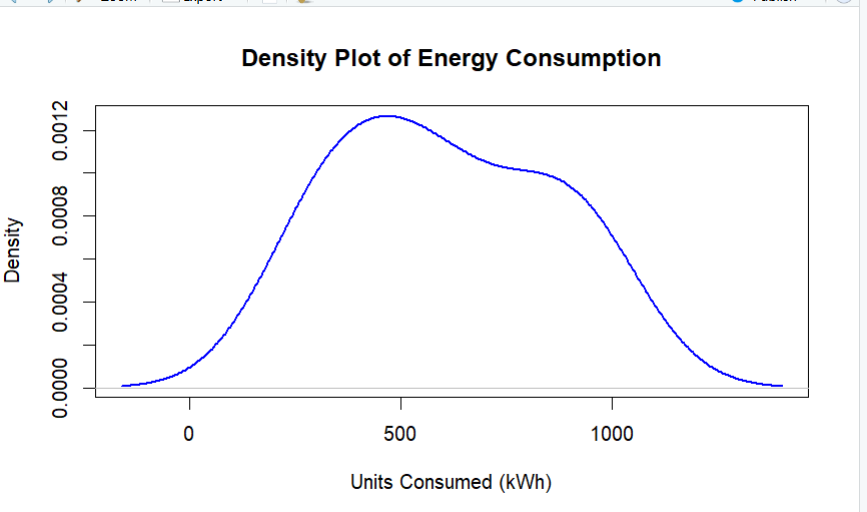 Density Plot of Energy Consumption
0.0012
0.0008
0.0004
0.0000
Density
0 500 1000
Units Consumed (kWh)